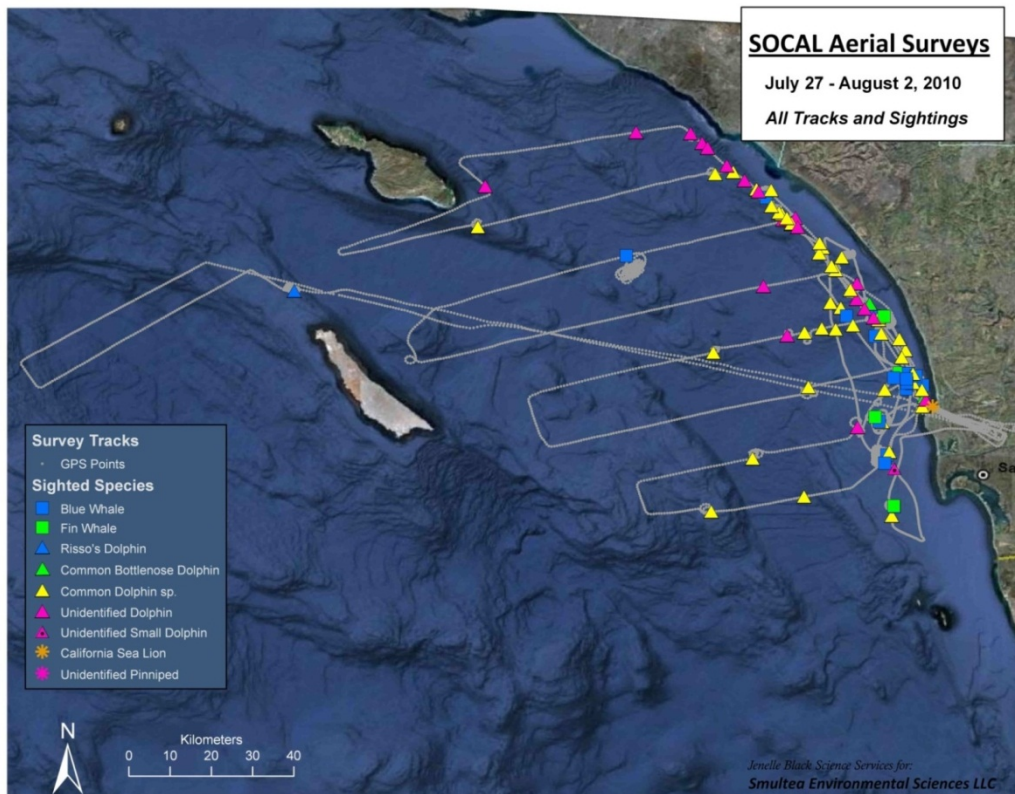 SOCAL Aerial Surveys
July 27 - August 2, 2010
All Tracks and Sightings
Sa
Survey Tracks
GPS Points
Sighted Species
Blue Whale
Fin Whale
Risso's Dolphin
Common Bottlenose Dolphin
Common Dolphin sp.
Unidentified Dolphin
Unidentified Small Dolphin
California Sea Lion
Unidentified Pinniped
N
Kilometers
0 10 20 30 40
Jenelle Black Science Services for:
Smultea Environmental Sciences LLC